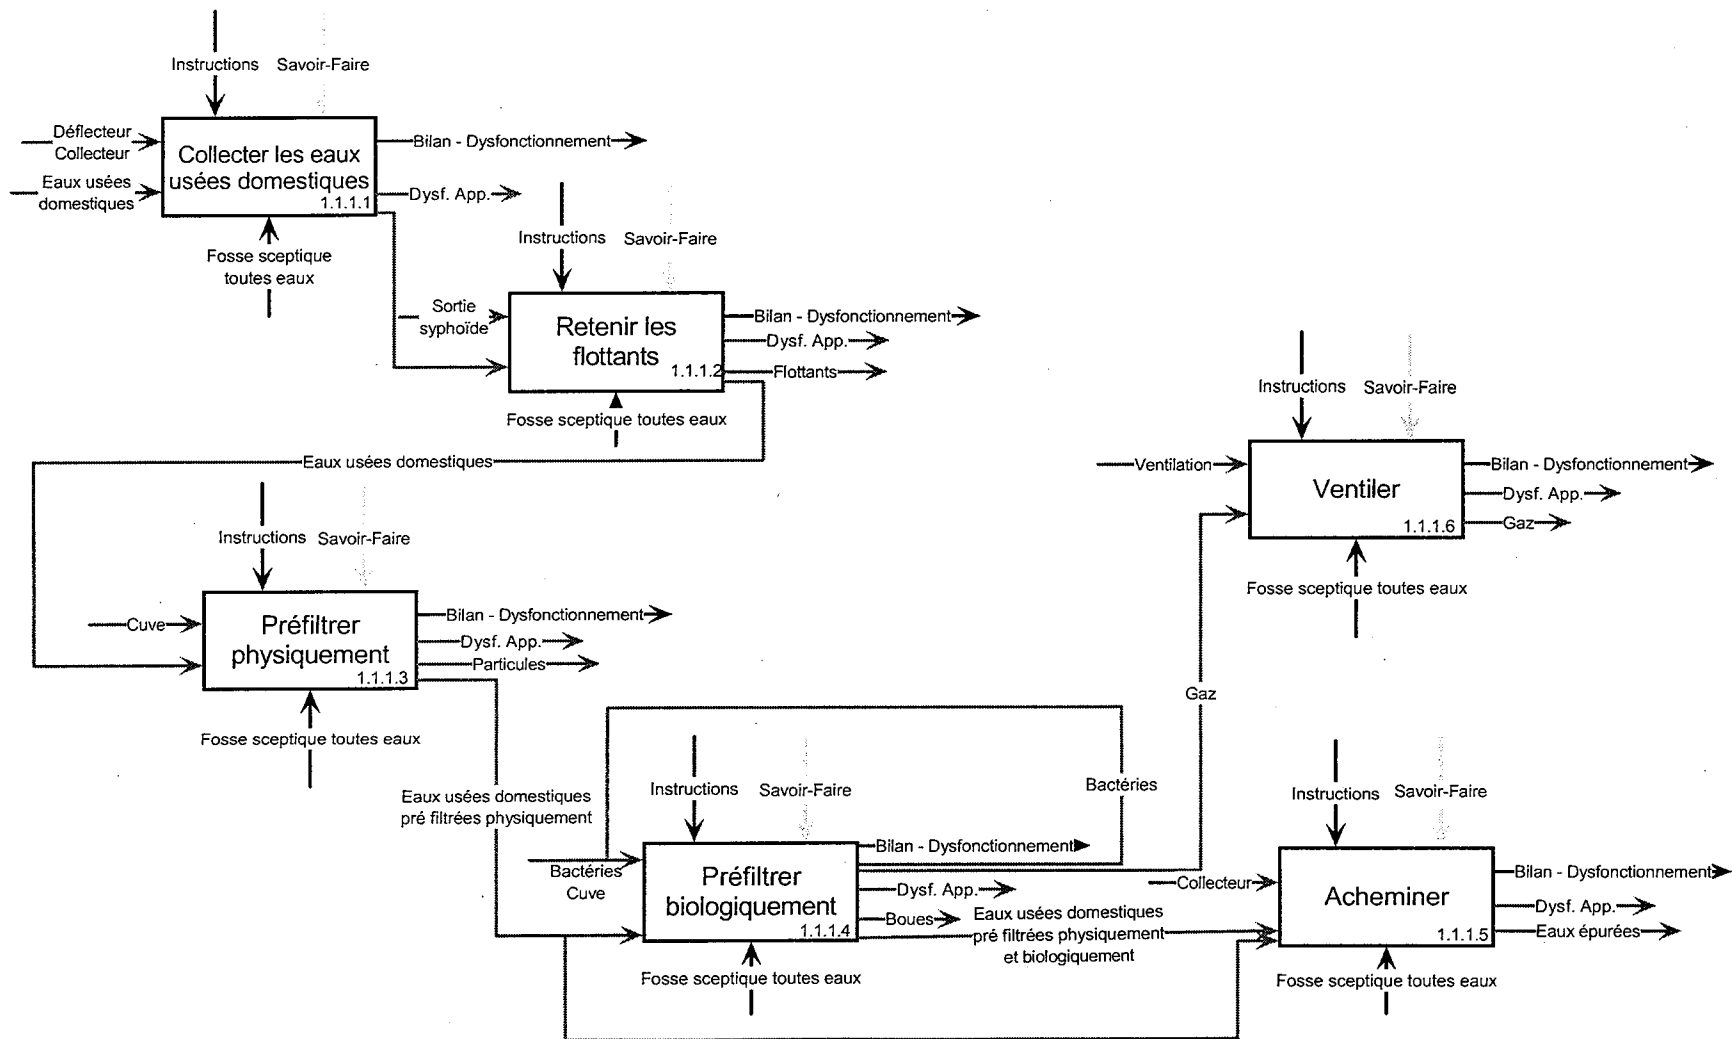 Instructions
Savoir-Faire
Déflecteur
Collecteur
Eaux usées
domestiques
Collecter les eaux
usées domestiques
1.1.1.1
Bilan - Dysfonctionnement
Dysf. App.
Fosse sceptique
toutes eaux
Instructions
Savoir-Faire
Sortie
syphoïde
Retenir les
flottants
1.1.1.2
Bilan - Dysfonctionnement
Dysf. App.
Flottants
Fosse sceptique toutes eaux
Eaux usées domestiques
Instructions
Savoir-Faire
Ventilation
Ventiler
1.1.1.6
Bilan - Dysfonctionnement
Dysf. App.
Gaz
Fosse sceptique toutes eaux
Instructions
Savoir-Faire
Cuve
Préfiltrer
physiquement
1.1.1.3
Bilan - Dysfonctionnement
Dysf. App.
Particules
Fosse sceptique toutes eaux
Gaz
Eaux usées domestiques
pré filtrées physiquement
Instructions
Savoir-Faire
Bactéries
Bactéries
Cuve
Préfiltrer
biologiquement
1.1.1.4
Bilan - Dysfonctionnement
Dysf. App.
Boues
Eaux usées domestiques
pré filtrées physiquement
et biologiquement
Fosse sceptique toutes eaux
Instructions
Savoir-Faire
Collecteur
Acheminer
1.1.1.5
Bilan - Dysfonctionnement
Dysf. App.
Eaux épurées
Fosse sceptique toutes eaux